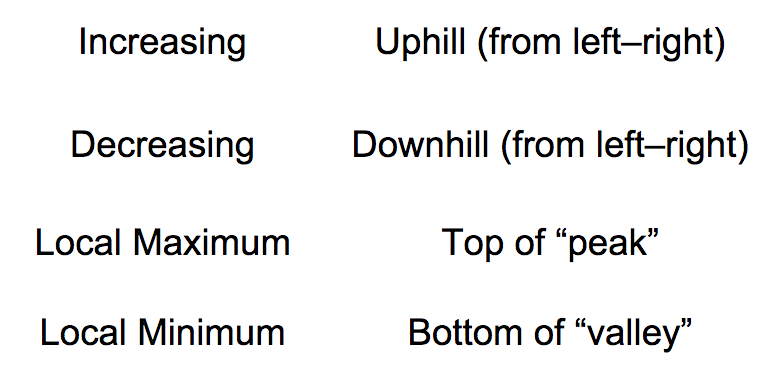 Increasing Uphill (from left–right)
Decreasing Downhill (from left–right)
Local Maximum Top of “peak”
Local Minimum Bottom of “valley”